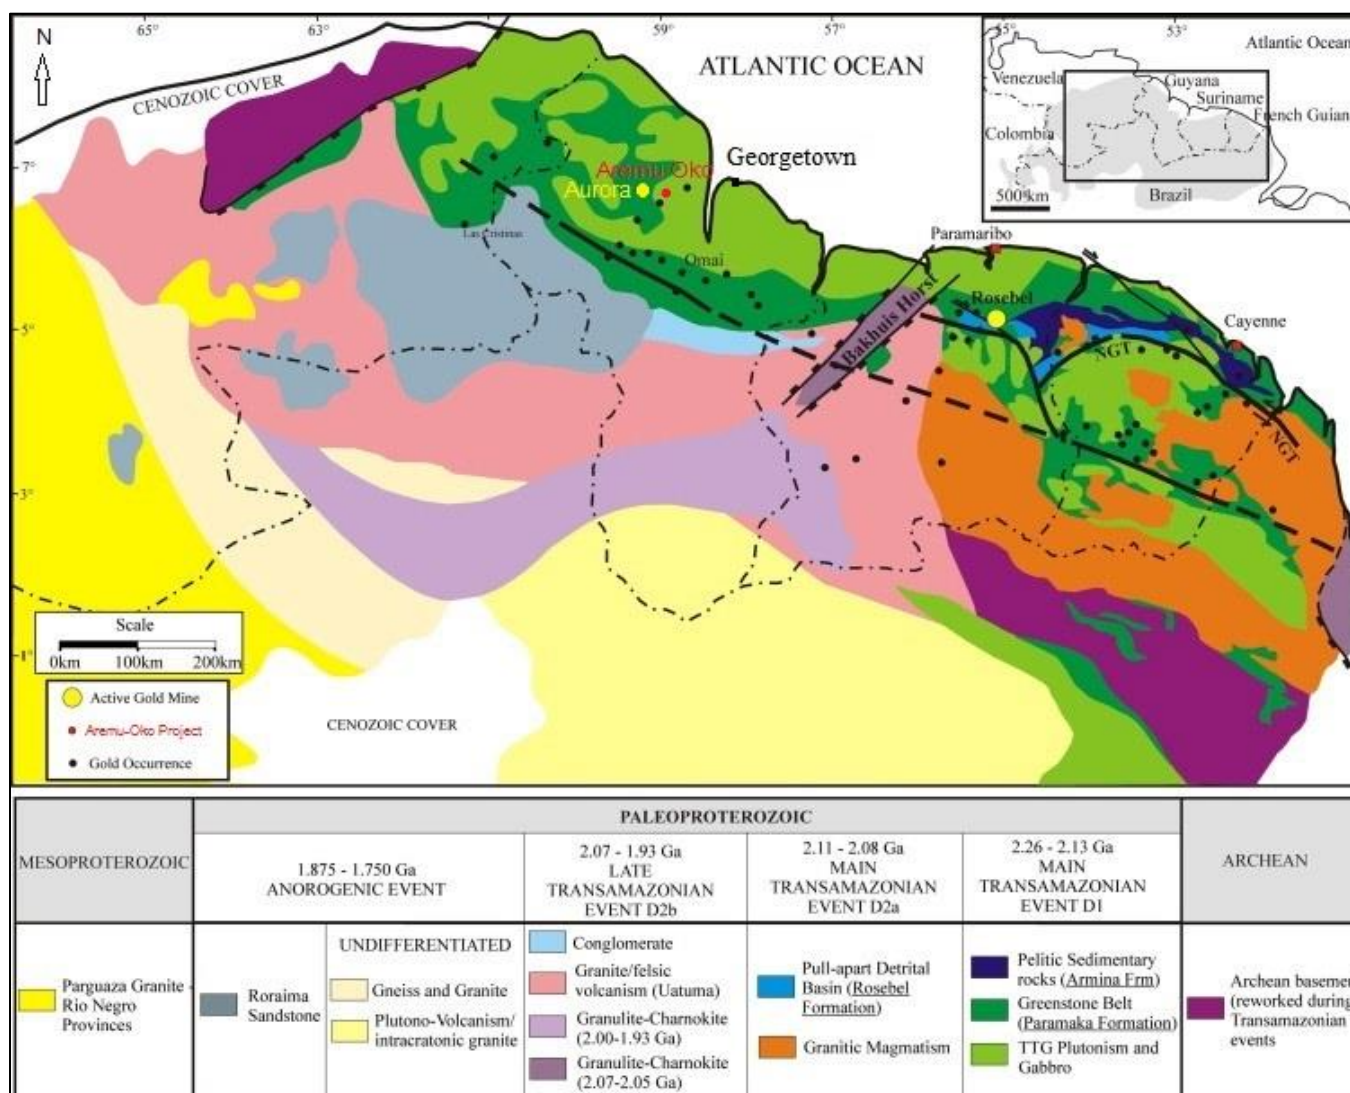 65°
63°
59°
57°
55°
53°
N
ATLANTIC OCEAN
CENOZOIC COVER
Atlantic Ocean
Venezuela
Guyana
Suriname
French Guian
Colombia
Brazil
500 km
7°
Georgetown
Aremu-Oko
Aurora
Las Cristinas
Omai
Paramaribo
Bakhuis Horst
Rosebel
Cayenne
NGT
NGT
5°
3°
1°
Scale
0km 100km 200km
Active Gold Mine
Aremu-Oko Project
Gold Occurrence
CENOZOIC COVER
MESOPROTEROZOIC
PALEOPROTEROZOIC
ARCHEAN
1.875 - 1.750 Ga
ANOROGENIC EVENT
2.07 - 1.93 Ga
LATE
TRANSAMAZONIAN
EVENT D2b
2.11 - 2.08 Ga
MAIN
TRANSAMAZONIAN
EVENT D2a
2.26 - 2.13 Ga
MAIN
TRANSAMAZONIAN
EVENT D1
Parguaza Granite
Rio Negro
Provinces
Roraima
Sandstone
UNDIFFERENTIATED
Gneiss and Granite
Plutono-Volcanism/
intracratonic granite
Conglomerate
Granite/felsic
volcanism (Uatuma)
Granulite-Charnokite
(2.00-1.93 Ga)
Granulite-Charnokite
(2.07-2.05 Ga)
Pull-apart Detrital
Basin (Rosebel
Formation)
Granitic Magmatism
Pelitic Sedimentary
rocks (Armina Frm)
Greenstone Belt
(Paramaka Formation)
TTG Plutonism and
Gabbro
Archean basemen
(reworked during
Transamazonian
events